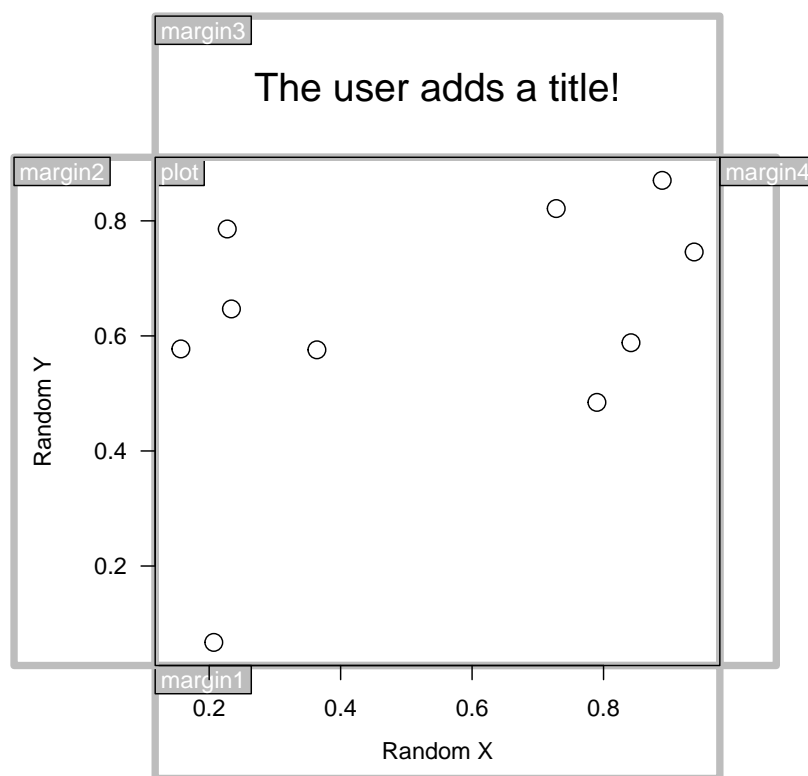 margin3
The user adds a title!
margin2
plot
margin4
0.8
0.6
Random Y
0.4
0.2
margin1
0.2 0.4 0.6 0.8
Random X